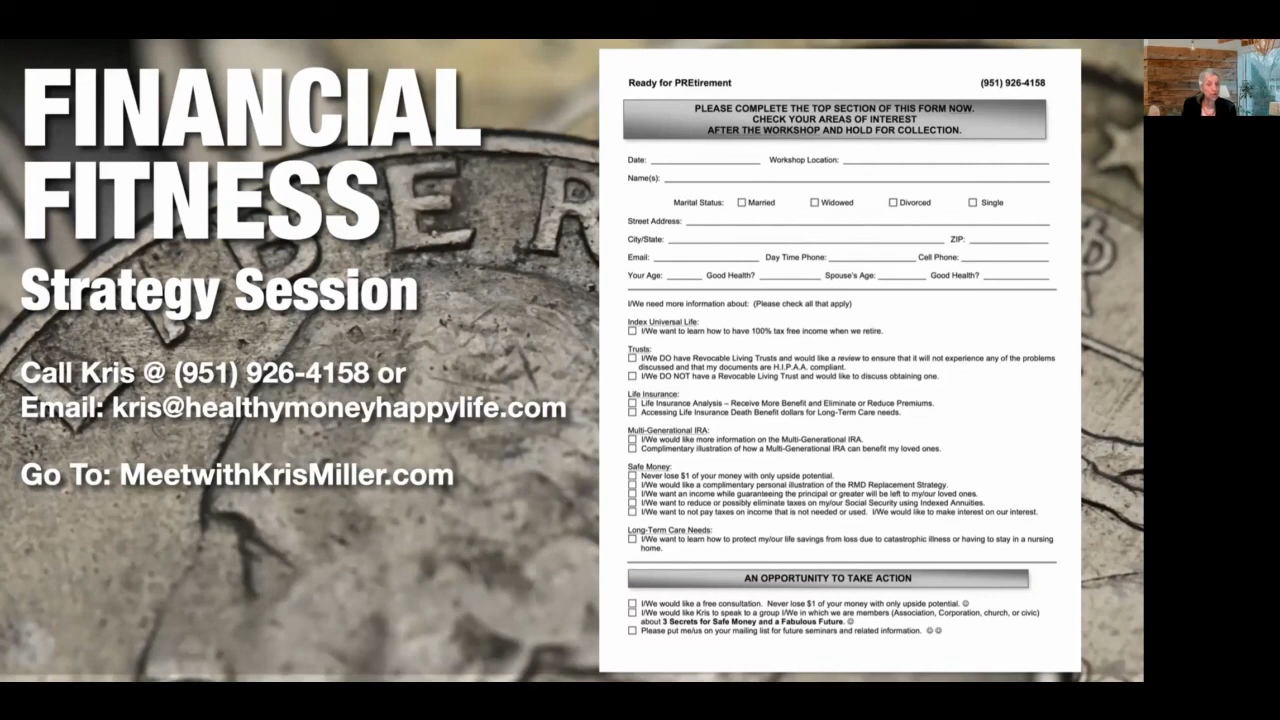 FINANCIAL
FITNESS
Strategy Session
Call Kris @ (951) 926-4158 or
Email: kris@healthymoneyhappylife.com
Go To: MeetwithKrisMiller.com
Ready for PREtirement (951) 926-4158
PLEASE COMPLETE THE TOP SECTION OF THIS FORM NOW.
CHECK YOUR AREAS OF INTEREST
AFTER THE WORKSHOP AND HOLD FOR COLLECTION.
Date: Workshop Location:
Name(s):
Marital Status: Married Widowed Divorced Single
Street Address:
City/State: ZIP:
Email: Day Time Phone: Cell Phone:
Your Age: Good Health? Spouse's Age: Good Health?
I/We need more information about: (Please check all that apply)
Index Universal Life:
I/We want to learn how to have 100% tax free income when we retire.
Trusts:
I/We DO have Revocable Living Trusts and would like a review to ensure that it will not experience any of the problems
discussed and that my documents are H.I.P.A.A. compliant.
I/We DO NOT have a Revocable Living Trust and would like to discuss obtaining one.
Life Insurance:
Life Insurance Analysis – Receive More Benefit and Eliminate or Reduce Premiums.
Accessing Life Insurance Death Benefit dollars for Long-Term Care needs.
Multi-Generational IRA:
I/We would like more information on the Multi-Generational IRA.
Complimentary illustration of how a Multi-Generational IRA can benefit my loved ones.
Safe Money:
Never lose $1 of your money with only upside potential.
I/We would like a complimentary personal illustration of the RMD Replacement Strategy.
I/We want an income while guaranteeing the principal or greater will be left to my/our loved ones.
I/We want to reduce or possibly eliminate taxes on my/our Social Security using Indexed Annuities.
I/We want to not pay taxes on income that is not needed or used. I/We would like to make interest on our interest.
Long-Term Care Needs:
I/We want to learn how to protect my/our life savings from loss due to catastrophic illness or having to stay in a nursing
home.
AN OPPORTUNITY TO TAKE ACTION
I/We would like a free consultation. Never lose $1 of your money with only upside potential. ☺
I/We would like Kris to speak to a group I/We in which we are members (Association, Corporation, church, or civic)
about 3 Secrets for Safe Money and a Fabulous Future. ☺
Please put me/us on your mailing list for future seminars and related information. ☺ ☺